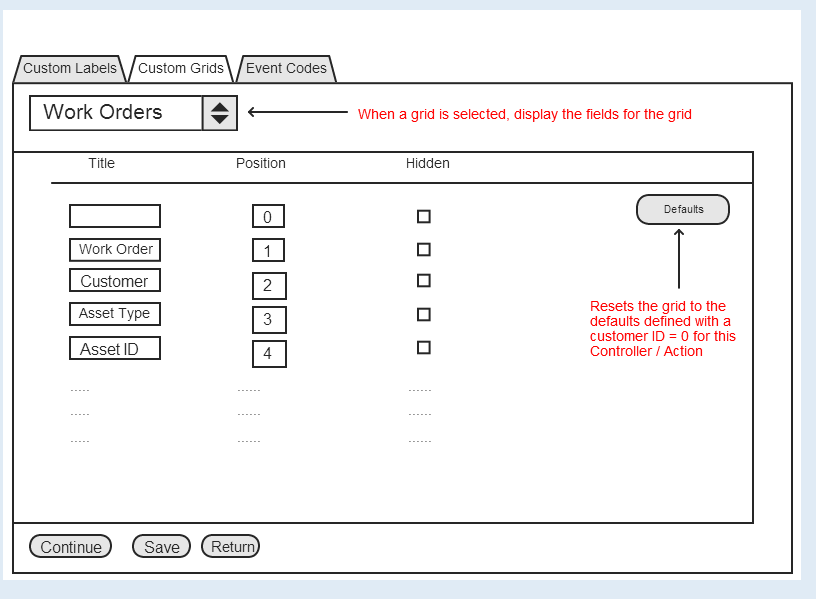 Custom Labels Custom Grids Event Codes
Work Orders
When a grid is selected, display the fields for the grid
Title Position Hidden
0
Defaults
Work Order 1
Customer 2
Asset Type 3
Asset ID 4
Resets the grid to the
defaults defined with a
customer ID = 0 for this
Controller / Action
..... ...... ......
..... ...... ......
..... ...... ......
Continue Save Return